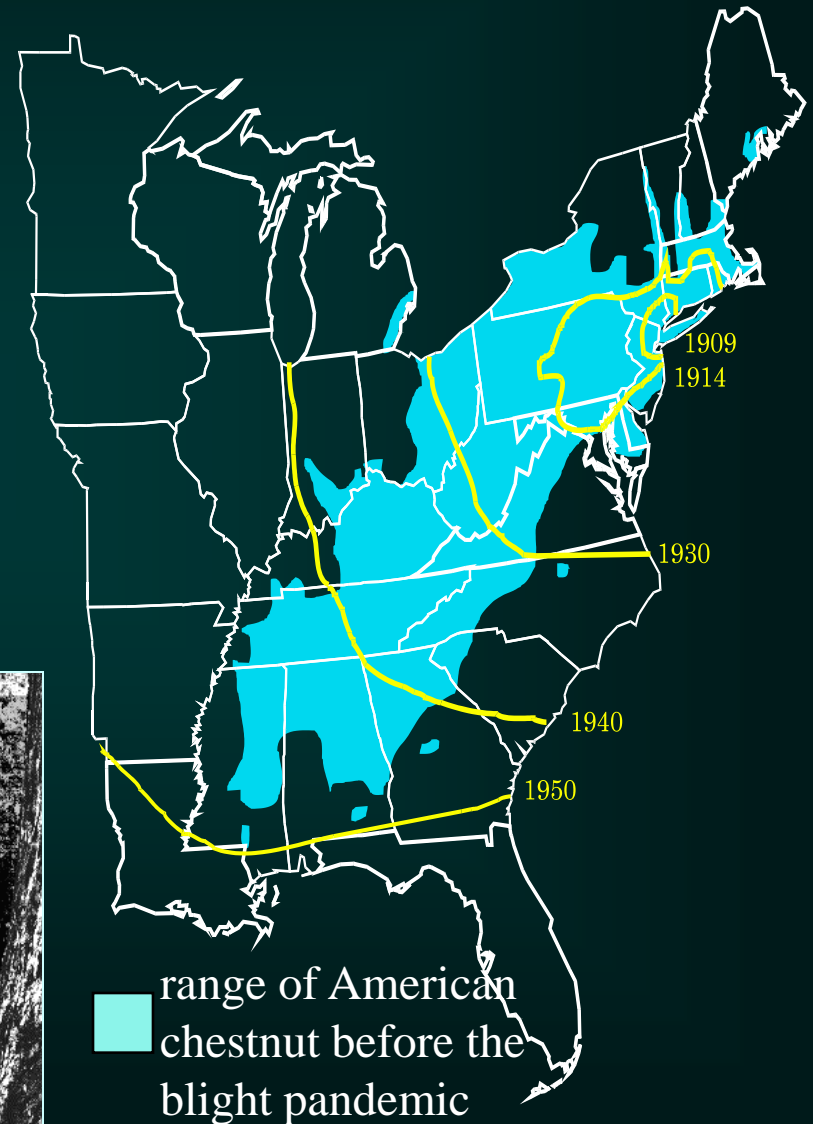 1909
1914
1930
1940
1950
range of American
chestnut before the
blight pandemic